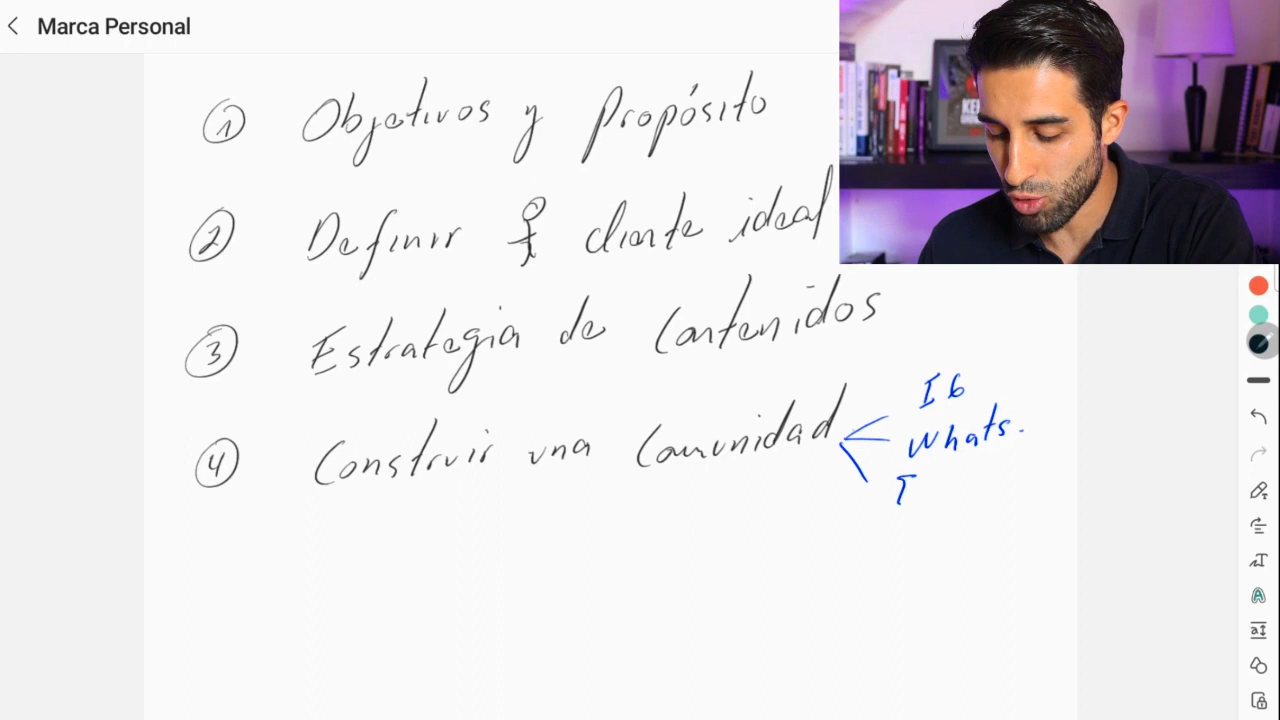 Marca Personal
1 Objetivos y Propósito
2 Definir cliente ideal
3 Estrategia de Contenidos
4 Construir una Comunidad
IG
Whats.
T